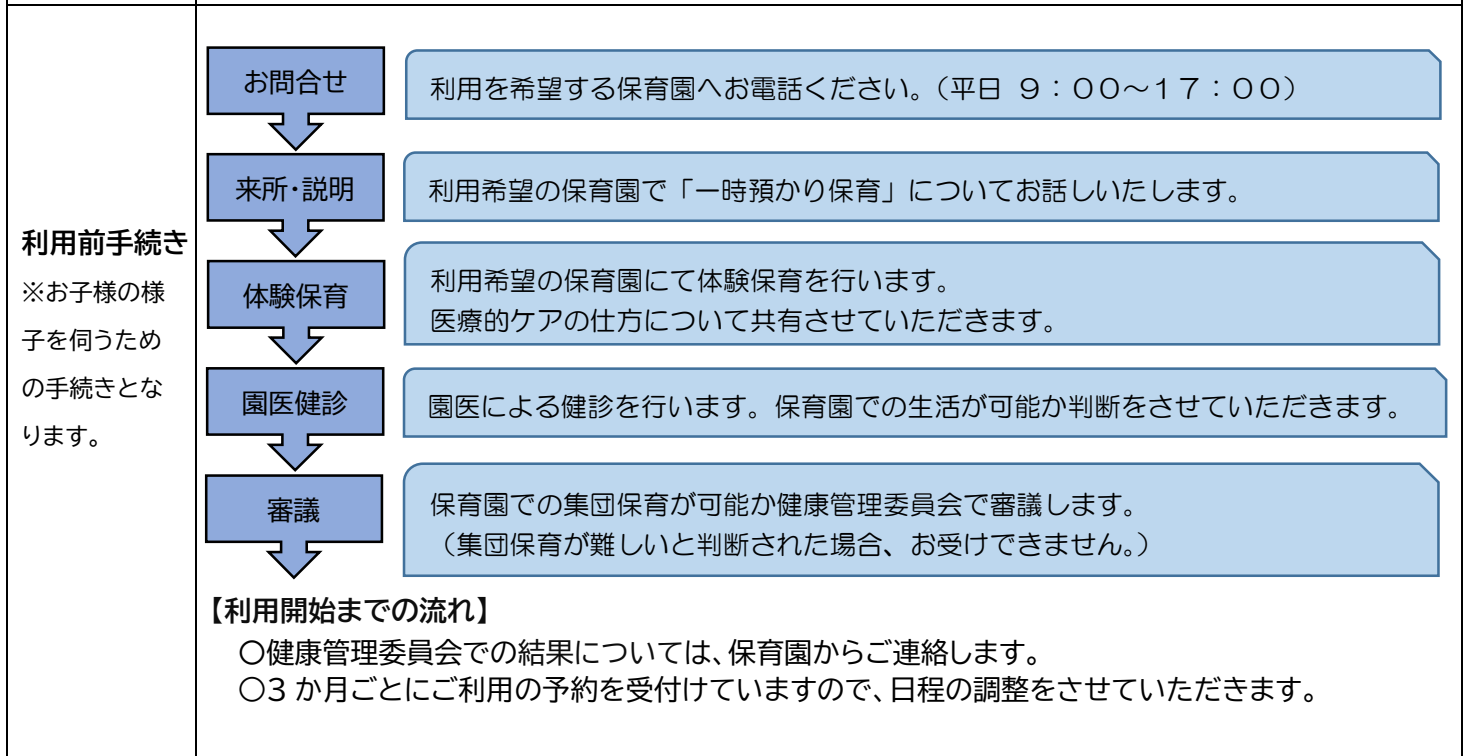 利用前手続き
※お子様の様
子を伺うため
の手続きとな
ります。
お問合せ
利用を希望する保育園へお電話ください。（平日 ９：００～１７：００）
来所・説明
利用希望の保育園で「一時預かり保育」についてお話しいたします。
体験保育
利用希望の保育園にて体験保育を行います。
医療的ケアの仕方について共有させていただきます。
園医健診
園医による健診を行います。保育園での生活が可能か判断をさせていただきます。
審議
保育園での集団保育が可能か健康管理委員会で審議します。
（集団保育が難しいと判断された場合、お受けできません。）
【利用開始までの流れ】
〇健康管理委員会での結果については、保育園からご連絡します。
〇3 か月ごとにご利用の予約を受付けていますので、日程の調整をさせていただきます。